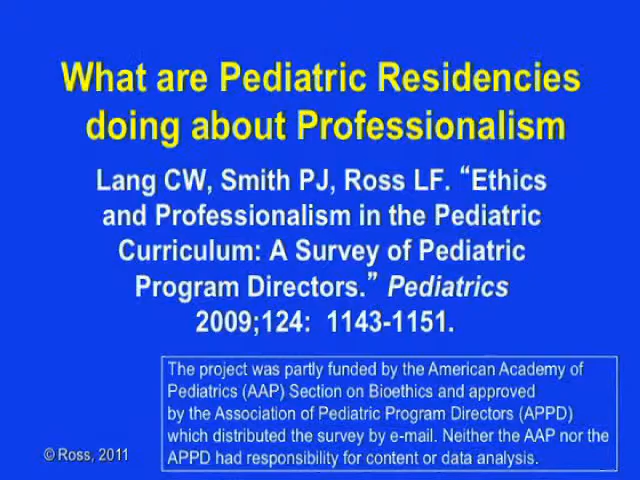 What are Pediatric Residencies
doing about Professionalism
Lang CW, Smith PJ, Ross LF. “Ethics
and Professionalism in the Pediatric
Curriculum: A Survey of Pediatric
Program Directors.” Pediatrics
2009;124: 1143-1151.
The project was partly funded by the American Academy of
Pediatrics (AAP) Section on Bioethics and approved
by the Association of Pediatric Program Directors (APPD)
which distributed the survey by e-mail. Neither the AAP nor the
APPD had responsibility for content or data analysis.
© Ross, 2011